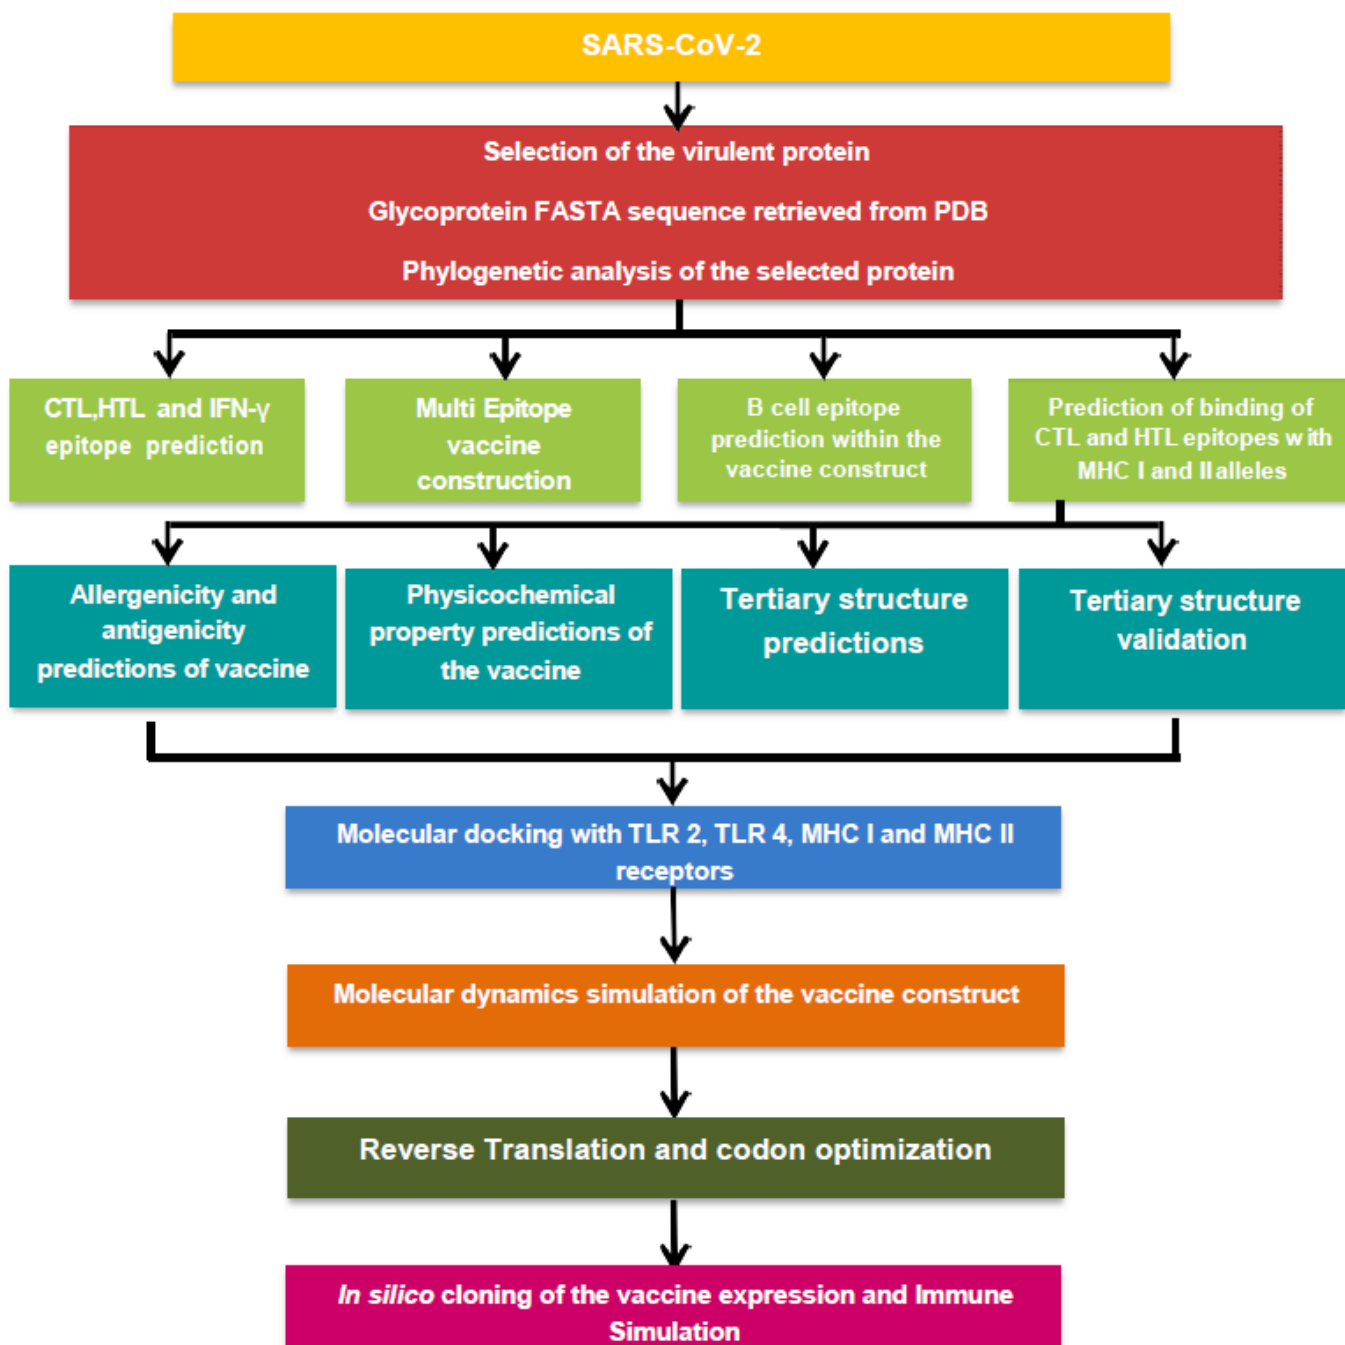 SARS-CoV-2
Selection of the virulent protein
Glycoprotein FASTA sequence retrieved from PDB
Phylogenetic analysis of the selected protein
CTL,HTL and IFN-γ
epitope prediction
Multi Epitope
vaccine
construction
B cell epitope
prediction within the
vaccine construct
Prediction of binding of
CTL and HTL epitopes with
MHC I and II alleles
Allergenicity and
antigenicity
predictions of vaccine
Physicochemical
property predictions of
the vaccine
Tertiary structure
predictions
Tertiary structure
validation
Molecular docking with TLR 2, TLR 4, MHC I and MHC II
receptors
Molecular dynamics simulation of the vaccine construct
Reverse Translation and codon optimization
In silico cloning of the vaccine expression and Immune
Simulation